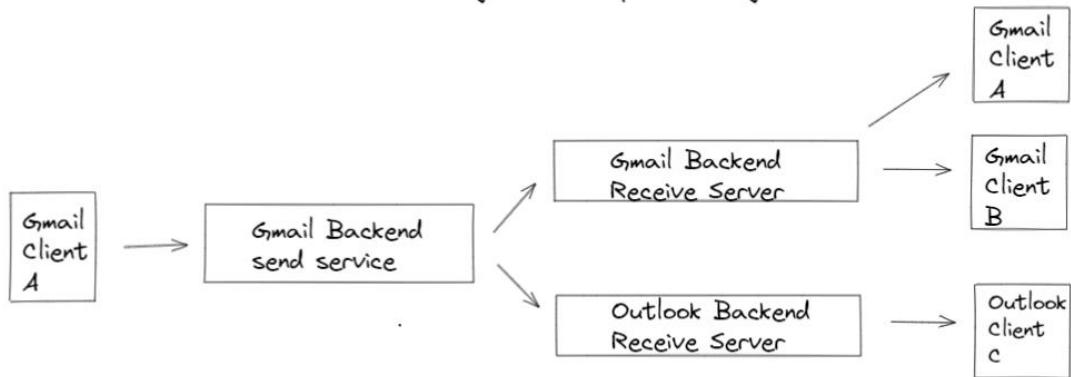 Gmail
Client
A
Gmail Backend
send service
Gmail Backend
Receive Server
Outlook Backend
Receive Server
Gmail
Client
A
Gmail
Client
B
Outlook
Client
C